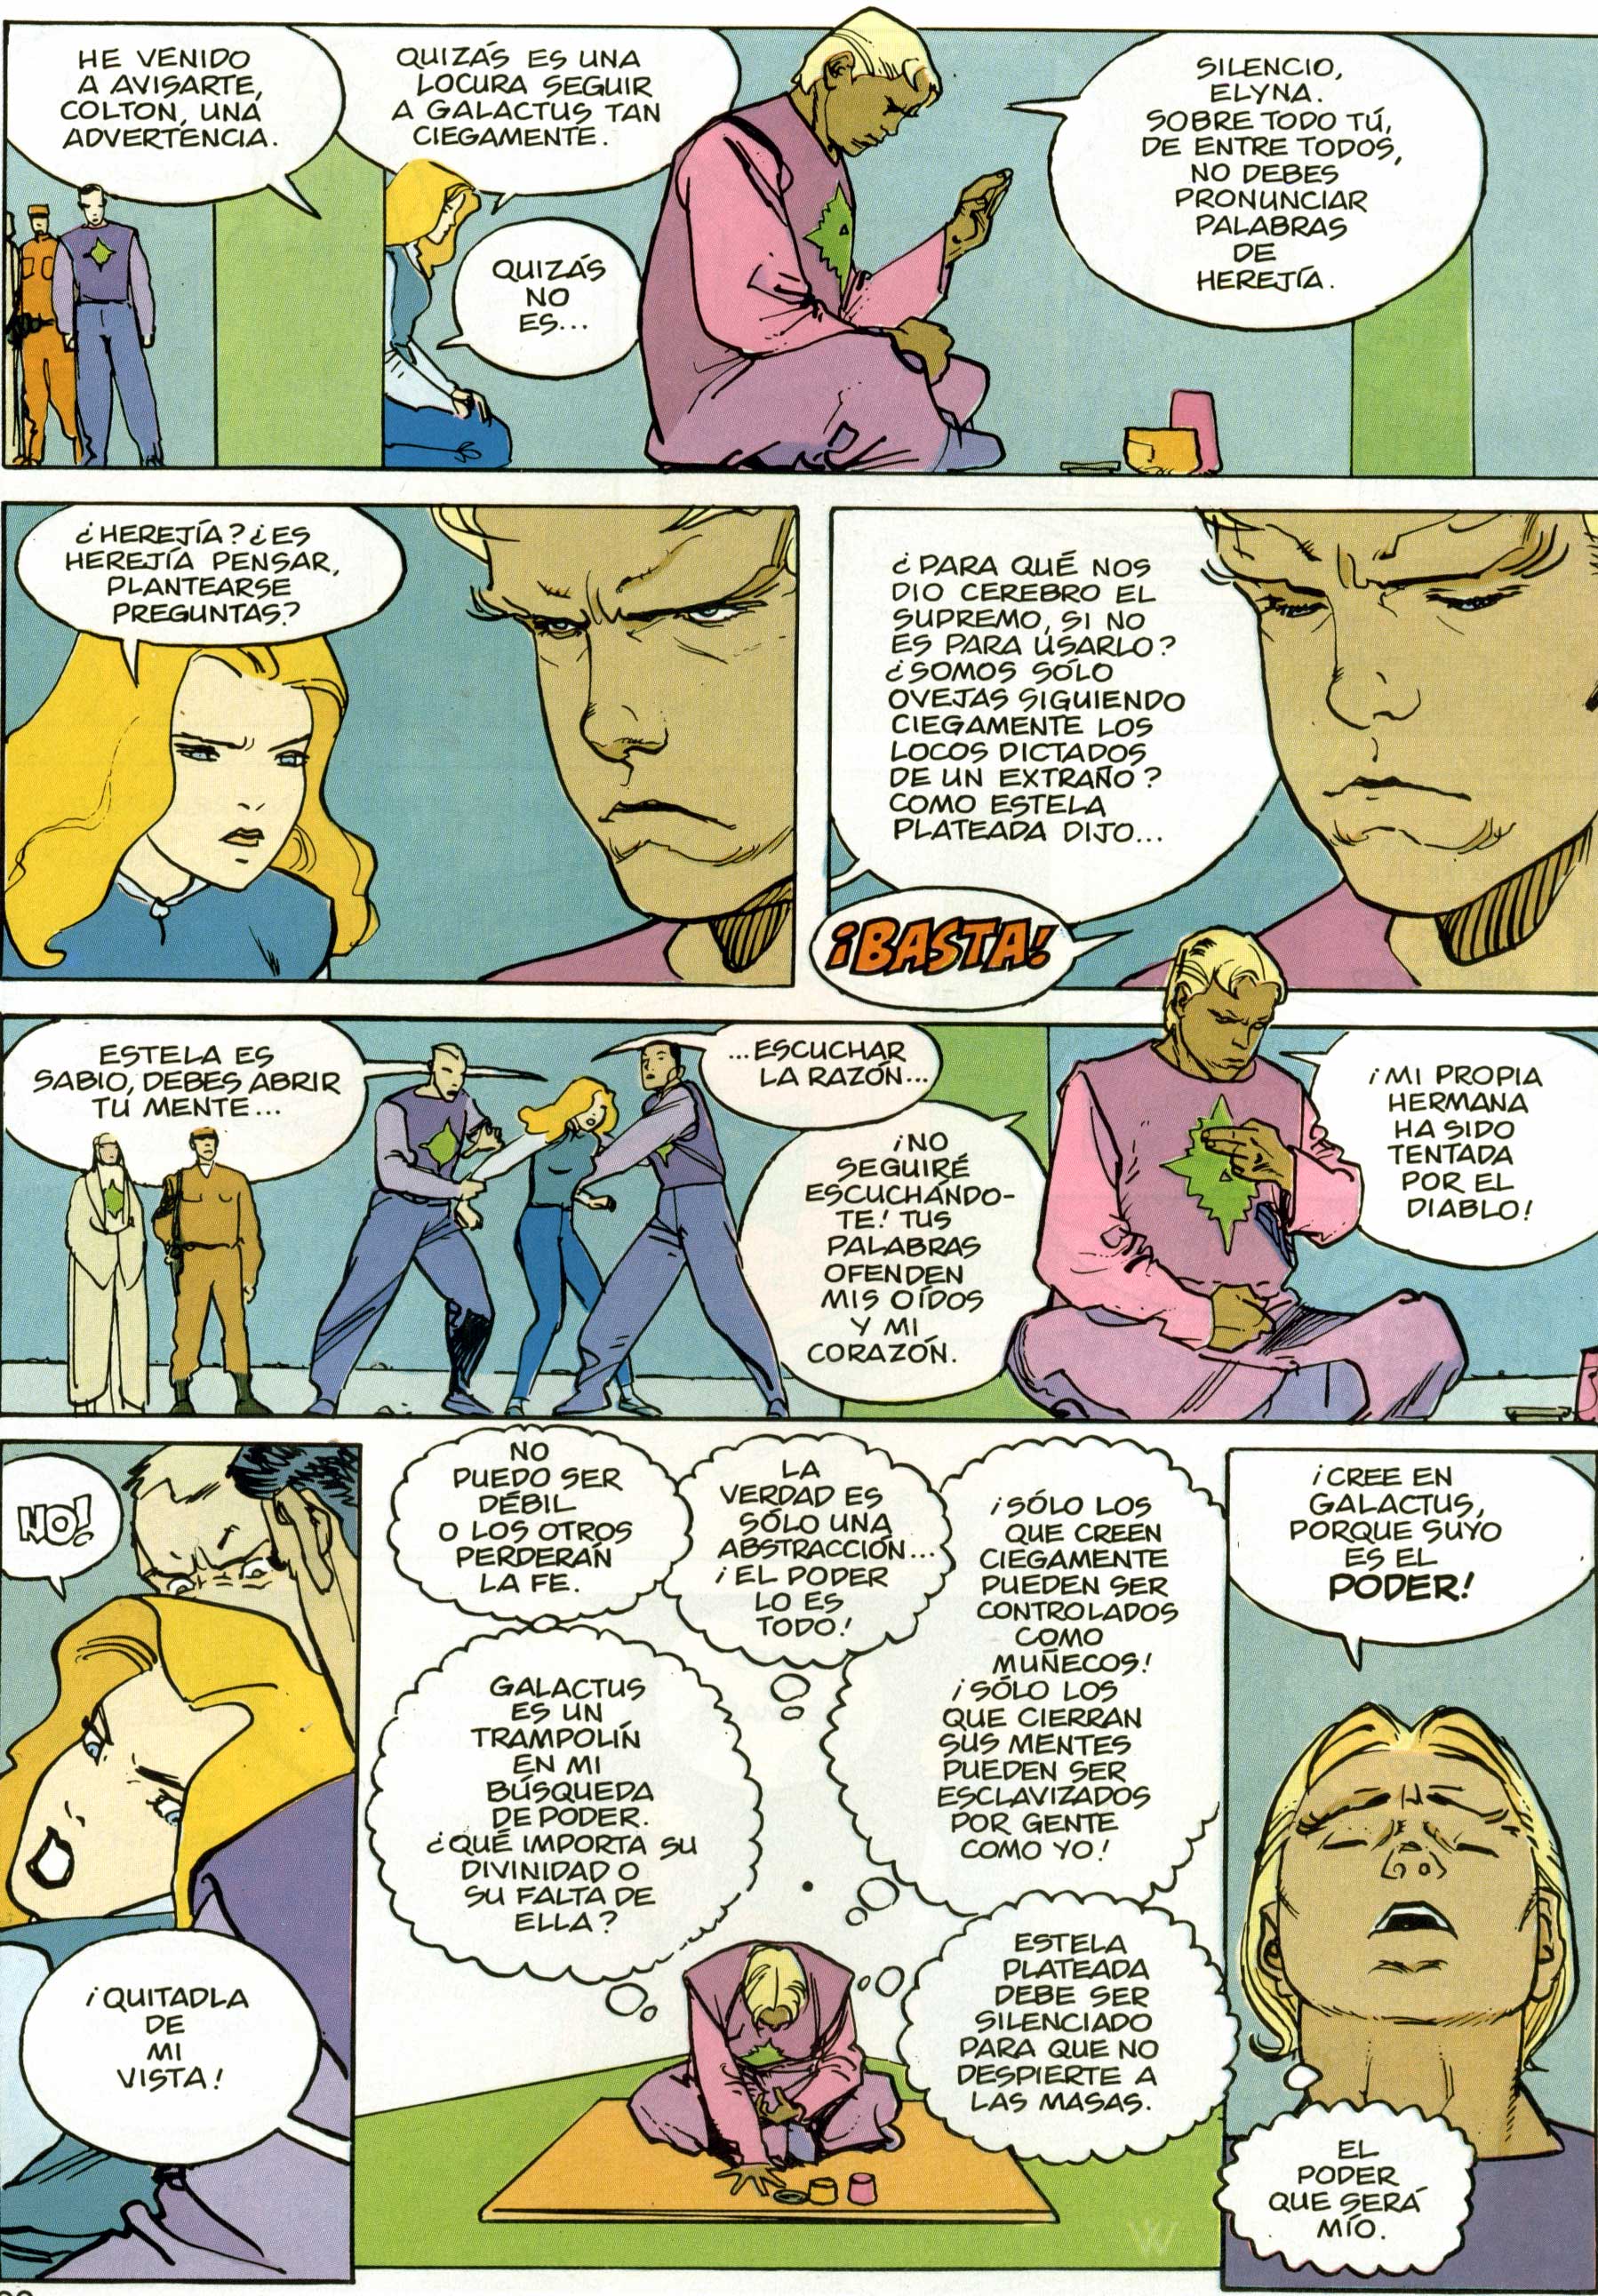 HE VENIDO
A AVISARTE,
COLTON, UNA
ADVERTENCIA.
QUIZÁS ES UNA
LOCURA SEGUIR
A GALACTUS TAN
CIEGAMENTE.
QUIZÁS
NO
ES...
SILENCIO,
ELYNA.
SOBRE TODO TÚ,
DE ENTRE TODOS,
NO DEBES
PRONUNCIAR
PALABRAS
DE
HEREJÍA.
¿HEREJÍA? ¿ES
HEREJÍA PENSAR,
PLANTEARSE
PREGUNTAS?
¿PARA QUÉ NOS
DIO CEREBRO EL
SUPREMO, SI NO
ES PARA USARLO?
¿SOMOS SÓLO
OVEJAS SIGUIENDO
CIEGAMENTE LOS
LOCOS DICTADOS
DE UN EXTRAÑO?
COMO ESTELA
PLATEADA DIJO...
¡BASTA!
ESTELA ES
SABIO, DEBES ABRIR
TU MENTE...
...ESCUCHAR
LA RAZÓN...
¡NO
SEGUIRÉ
ESCUCHÁNDO-
TE! TUS
PALABRAS
OFENDEN
MIS OÍDOS
Y MI
CORAZÓN.
¡MI PROPIA
HERMANA
HA SIDO
TENTADA
POR EL
DIABLO!
NO!
¡QUITADLA
DE
MI
VISTA!
NO
PUEDO SER
DÉBIL
O LOS OTROS
PERDERÁN
LA FE.
LA
VERDAD ES
SÓLO UNA
ABSTRACCIÓN...
¡EL PODER
LO ES
TODO!
GALACTUS
ES UN
TRAMPOLÍN
EN MI
BÚSQUEDA
DE PODER.
¿QUÉ IMPORTA SU
DIVINIDAD O
SU FALTA DE
ELLA?
¡SÓLO LOS
QUE CREEN
CIEGAMENTE
PUEDEN SER
CONTROLADOS
COMO
MUÑECOS!
¡SÓLO LOS
QUE CIERRAN
SUS MENTES
PUEDEN SER
ESCLAVIZADOS
POR GENTE
COMO YO!
ESTELA
PLATEADA
DEBE SER
SILENCIADO
PARA QUE NO
DESPIERTE A
LAS MASAS.
¡CREE EN
GALACTUS,
PORQUE SUYO
ES EL
PODER!
EL
PODER
QUE SERÁ
MÍO.